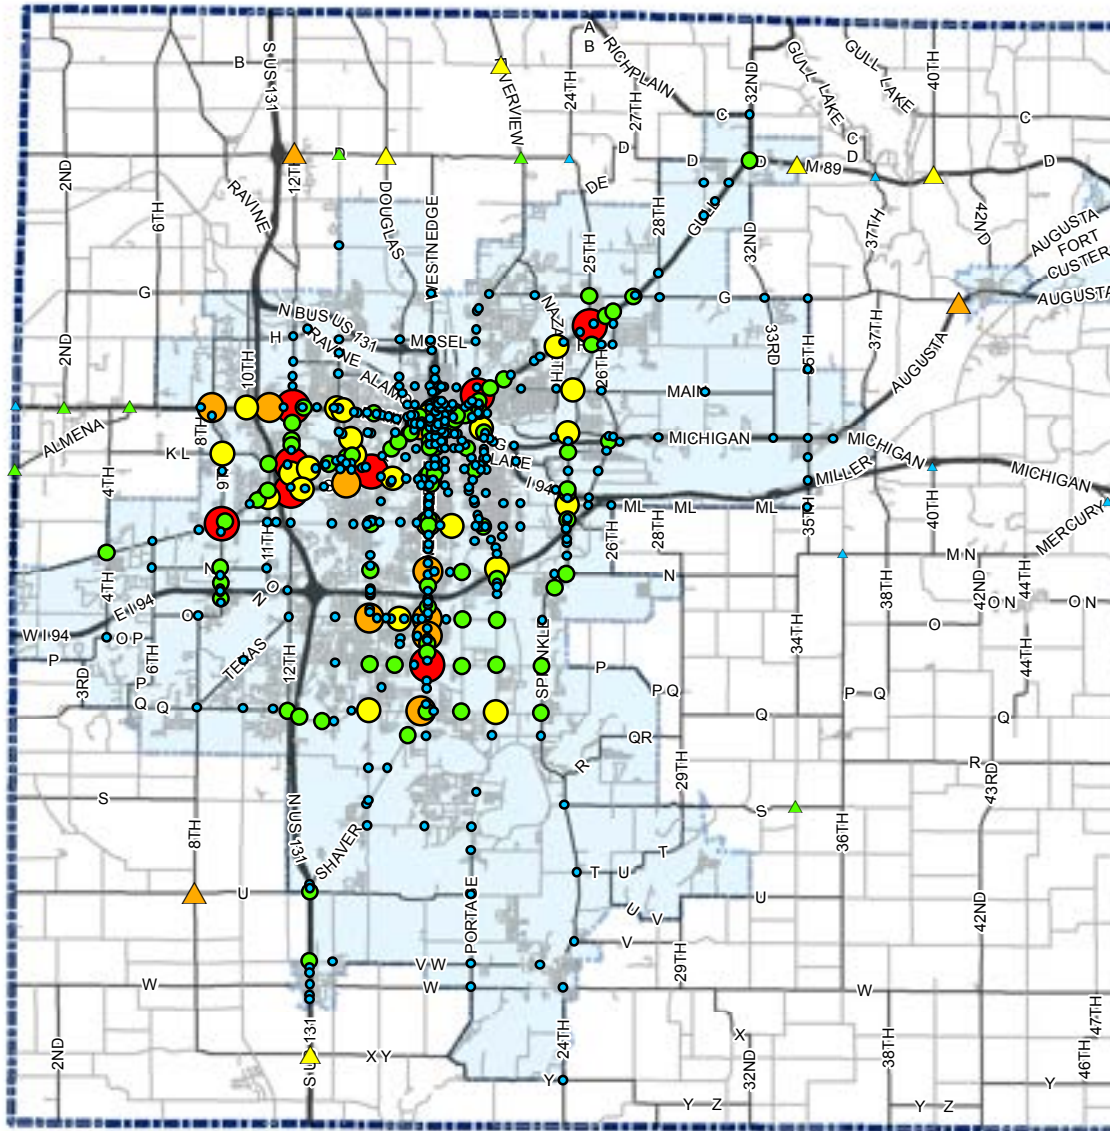 A
B
RICHPLAIN
S US 131
B
24TH
27TH
32ND
GULL LAKE
GULL LAKE
40TH
C
C
C
D
D
12TH
D
D
D
M 89
D
2ND
6TH
RAVINE
DOUGLAS
WESTNEDGE
DE
28TH
GULL
32ND
37TH
42ND
AUGUSTA
FORT
CUSTER
AUGUSTA
25TH
G
G
N BUS US 131
H
RAVINE
MOSEL
26TH
33RD
37TH
AUGUSTA
2ND
10TH
MAIN
ALMENA
8TH
K L
4TH
9TH
MICHIGAN
MICHIGAN
MICHIGAN
MILLER
LAKE
I 94
ML
ML
ML
35TH
40TH
MERCURY
11TH
26TH
28TH
M N
N
4TH
N
O
E I 94
N
38TH
42ND
44TH
O N
O N
W I 94
O P
O
O
6TH
TEXAS
12TH
P
3RD
P
Q
Q
SPRINKLE
34TH
44TH
P
P Q
P Q
Q
Q
QR
R
R
29TH
S
S
43RD
8TH
N US 131
SHAVER
36TH
T
T U
U
PORTAGE
U
V
U
42ND
V W
V
29TH
W
W
W
2ND
S US 131
X Y
24TH
Y
X
32ND
38TH
47TH
46TH
Y
Y Z
Y Z